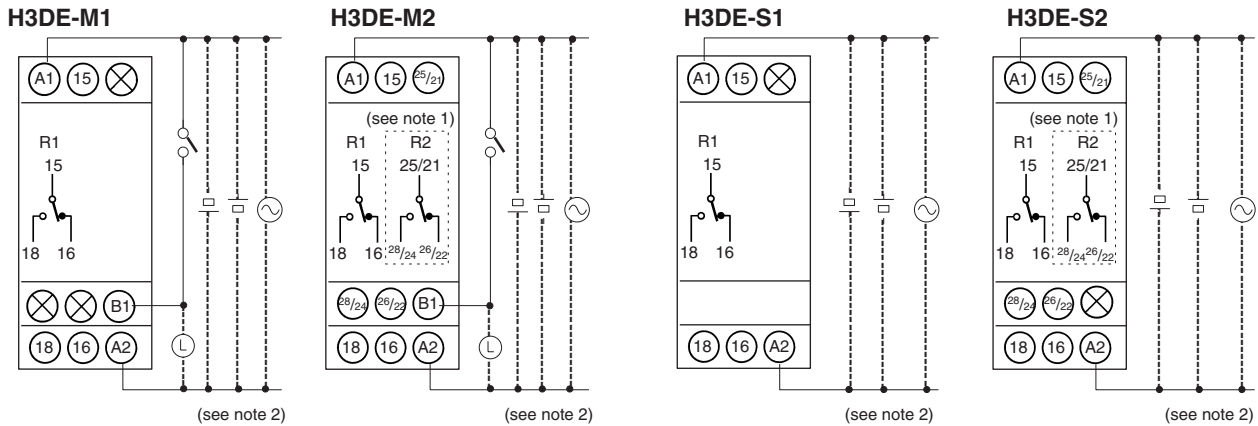 H3DE-M1 H3DE-M2 H3DE-S1 H3DE-S2
A1 15 A1 15 25/21 A1 15 A1 15 25/21
(see note 1) (see note 1)
R1 R1 R2 R1 R1 R2
15 15 25/21 15 15 25/21
18 16 18 16 28/24 26/22 18 16 18 16 28/24 26/22
B1 28/24 26/22 B1 28/24 26/22
L L
18 16 A2 18 16 A2 18 16 A2 18 16 A2
(see note 2) (see note 2) (see note 2) (see note 2)